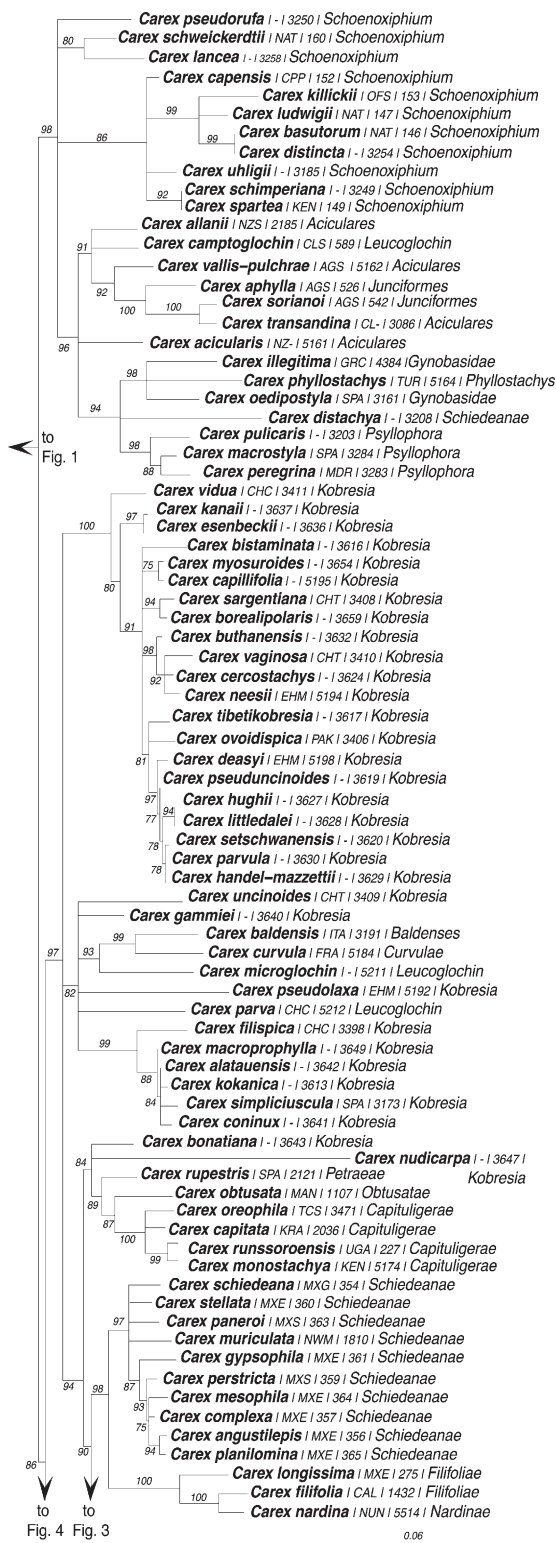 Carex pseudorufa I - I 3250 I Schoenoxiphium
Carex schweickerdtii I NAT I 160 I Schoenoxiphium
80
Carex lancea I - I 3258 I Schoenoxiphium
Carex capensis I CPP I 152 I Schoenoxiphium
Carex killickii I OFS I 153 I Schoenoxiphium
99
Carex ludwigii I NAT I 147 I Schoenoxiphium
98
86
Carex basutorum I NAT I 146 I Schoenoxiphium
99
Carex distincta I - I 3254 I Schoenoxiphium
Carex uhligii I - I 3185 I Schoenoxiphium
Carex schimperiana I - I 3249 I Schoenoxiphium
92
Carex spartea I KEN I 149 I Schoenoxiphium
Carex allanii I NZS I 2185 I Aciculares
91
Carex camptoglochin I CLS I 589 I Leucoglochin
Carex vallis–pulchrae I AGS I 5162 I Aciculares
92
Carex aphylla I AGS I 526 I Junciformes
100
100
Carex sorianoi I AGS I 542 I Junciformes
Carex transandina I CL- I 3086 I Aciculares
96
Carex acicularis I NZ- I 5161 I Aciculares
Carex illegitima I GRC I 4384 I Gynobasidae
98
Carex phyllostachys I TUR I 5164 I Phyllostachys
Carex oedipostyla I SPA I 3161 I Gynobasidae
94
Carex distachya I - I 3208 I Schiedeanae
Carex pulicaris I - I 3203 I Psyllophora
to
Fig. 1
98
Carex macrostyla I SPA I 3284 I Psyllophora
88
Carex peregrina I MDR I 3283 I Psyllophora
Carex vidua I CHC I 3411 I Kobresia
100
Carex kanaii I - I 3637 I Kobresia
97
Carex esenbeckii I - I 3636 I Kobresia
80
Carex bistaminata I - I 3616 I Kobresia
Carex myosuroides I - I 3654 I Kobresia
75
Carex capillifolia I - I 5195 I Kobresia
Carex sargentiana I CHT I 3408 I Kobresia
94
Carex borealipolaris I - I 3659 I Kobresia
91
Carex buthanensis I - I 3632 I Kobresia
98
Carex vaginosa I CHT I 3410 I Kobresia
92
Carex cercostachys I - I 3624 I Kobresia
Carex neesii I EHM I 5194 I Kobresia
Carex tibetikobresia I - I 3617 I Kobresia
Carex ovoidispica I PAK I 3406 I Kobresia
81
Carex deasyi I EHM I 5198 I Kobresia
Carex pseuduncinoides I - I 3619 I Kobresia
97
Carex hughii I - I 3627 I Kobresia
77
94
Carex littledalei I - I 3628 I Kobresia
Carex setschwanensis I - I 3620 I Kobresia
78
Carex parvula I - I 3630 I Kobresia
78
Carex handel–mazzettii I - I 3629 I Kobresia
Carex uncinoides I CHT I 3409 I Kobresia
Carex gammiei I - I 3640 I Kobresia
Carex baldensis I ITA I 3191 I Baldenses
99
97
93
Carex curvula I FRA I 5184 I Curvulae
Carex microglochin I - I 5211 I Leucoglochin
82
Carex pseudolaxa I EHM I 5192 I Kobresia
Carex parva I CHC I 5212 I Leucoglochin
Carex filispica I CHC I 3398 I Kobresia
99
Carex macroprophylla I - I 3649 I Kobresia
Carex alatauensis I - I 3642 I Kobresia
88
Carex kokanica I - I 3613 I Kobresia
84
Carex simpliciuscula I SPA I 3173 I Kobresia
Carex coninux I - I 3641 I Kobresia
Carex bonatiana I - I 3643 I Kobresia
84
Carex nudicarpa I - I 3647 I
Kobresia
Carex rupestris I SPA I 2121 I Petraeae
89
Carex obtusata I MAN I 1107 I Obtusatae
87
Carex oreophila I TCS I 3471 I Capituligerae
100
Carex capitata I KRA I 2036 I Capituligerae
Carex runssoroensis I UGA I 227 I Capituligerae
99
Carex monostachya I KEN I 5174 I Capituligerae
Carex schiedeana I MXG I 354 I Schiedeanae
Carex stellata I MXE I 360 I Schiedeanae
97
Carex paneroi I MXS I 363 I Schiedeanae
Carex muriculata I NWM I 1810 I Schiedeanae
Carex gypsophila I MXE I 361 I Schiedeanae
94
98
87
Carex perstricta I MXS I 359 I Schiedeanae
Carex mesophila I MXE I 364 I Schiedeanae
93
Carex complexa I MXE I 357 I Schiedeanae
75
Carex angustilepis I MXE I 356 I Schiedeanae
90
94
Carex planilomina I MXE I 365 I Schiedeanae
86
Carex longissima I MXE I 275 I Filifoliae
100
Carex filifolia I CAL I 1432 I Filifoliae
100
Carex nardina I NUN I 5514 I Nardinae
to
Fig. 4
to
Fig. 3
0.06